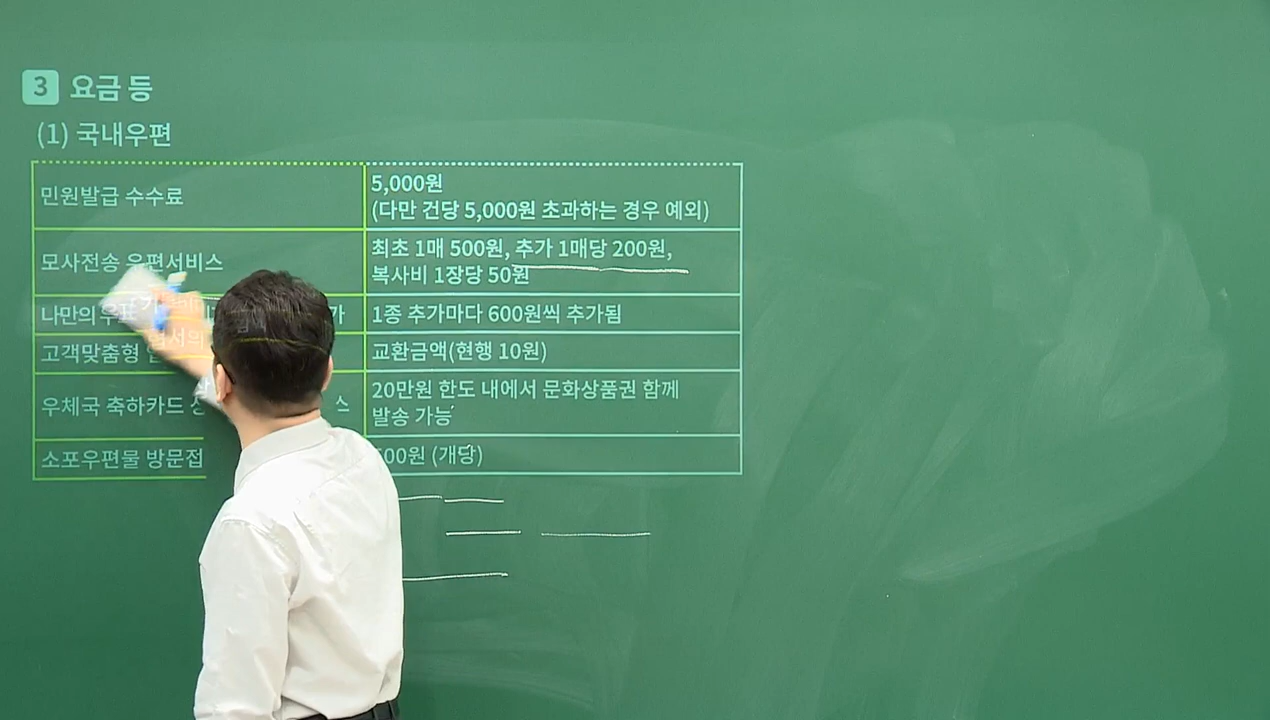 3 요금 등
(1) 국내우편
민원발급 수수료
5,000원
(다만 건당 5,000원 초과하는 경우 예외)
모사전송 우편서비스
최초 1매 500원, 추가 1매당 200원,
복사비 1장당 50원
나만의 우표
가
1종 추가마다 600원씩 추가됨
고객맞춤형 엽서의
교환금액(현행 10원)
우체국 축하카드
스
20만원 한도 내에서 문화상품권 함께
발송 가능
소포우편물 방문접
00원 (개당)